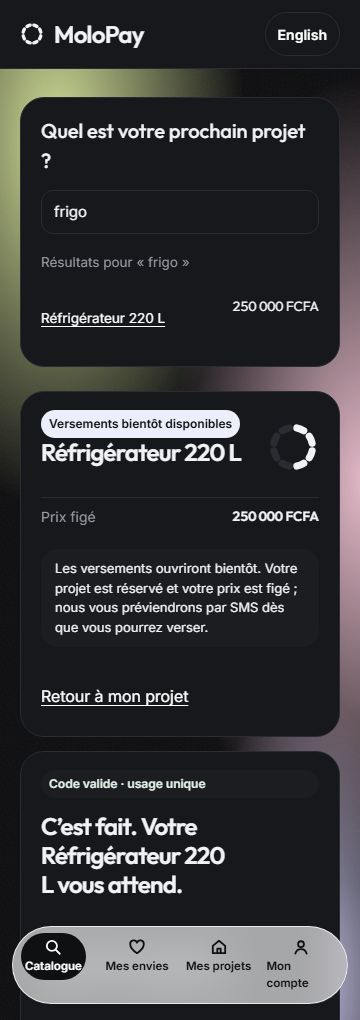 MoloPay
English
Quel est votre prochain projet
?
frigo
Résultats pour « frigo »
250 000 FCFA
Réfrigérateur 220 L
Versements bientôt disponibles
Réfrigérateur 220 L
Prix figé
250 000 FCFA
Les versements ouvriront bientôt. Votre
projet est réservé et votre prix est figé ;
nous vous préviendrons par SMS dès
que vous pourrez verser.
Retour à mon projet
Code valide · usage unique
C’est fait. Votre
Réfrigérateur 220
L vous attend.
Catalogue
Mes envies
Mes projets
Mon
compte